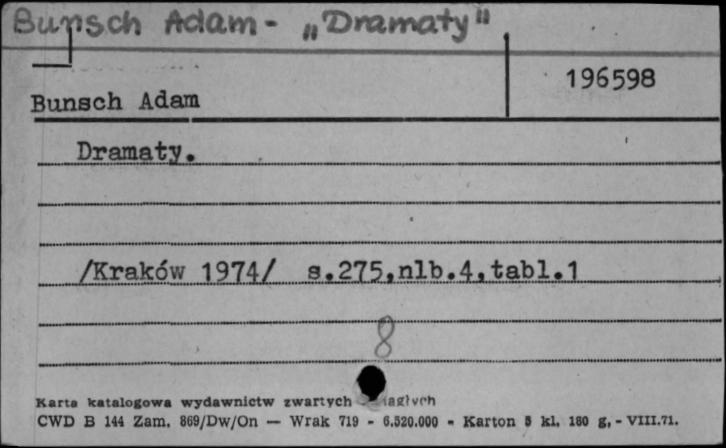 Bunsch Adam - „Dramaty"
196598
Bunsch Adam
Dramaty.
/Kraków 1974/ s.275,nlb.4,tabl.1
8
Karta katalogowa wydawnictw zwartych
CWD B 144 Zam. 869/Dw/On — Wrak 719 - 6.520.000 - Karton 5 kl. 180 g, - VIII.71.